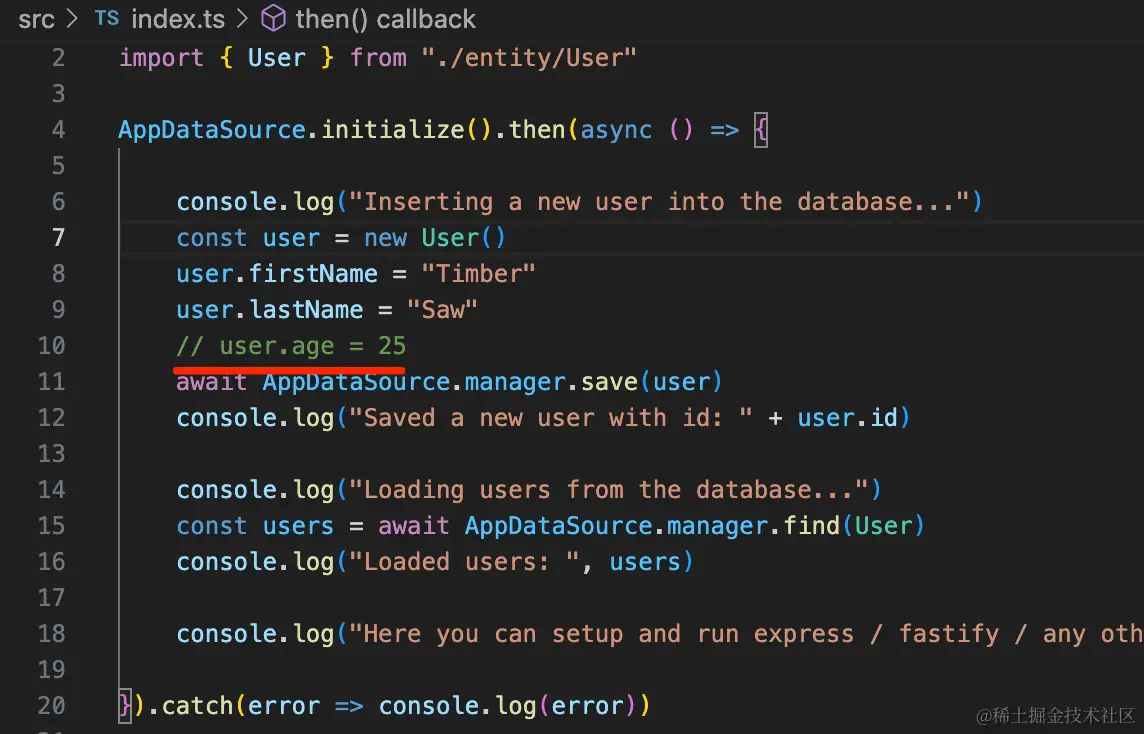 src > TS index.ts > then() callback
2 import { User } from "./entity/User"
3
4 AppDataSource.initialize().then(async () => {
5
6     console.log("Inserting a new user into the database...")
7     const user = new User()
8     user.firstName = "Timber"
9     user.lastName = "Saw"
10     // user.age = 25
11     await AppDataSource.manager.save(user)
12     console.log("Saved a new user with id: " + user.id)
13
14     console.log("Loading users from the database...")
15     const users = await AppDataSource.manager.find(User)
16     console.log("Loaded users: ", users)
17
18     console.log("Here you can setup and run express / fastify / any oth
19
20 }).catch(error => console.log(error))
@稀土掘金技术社区